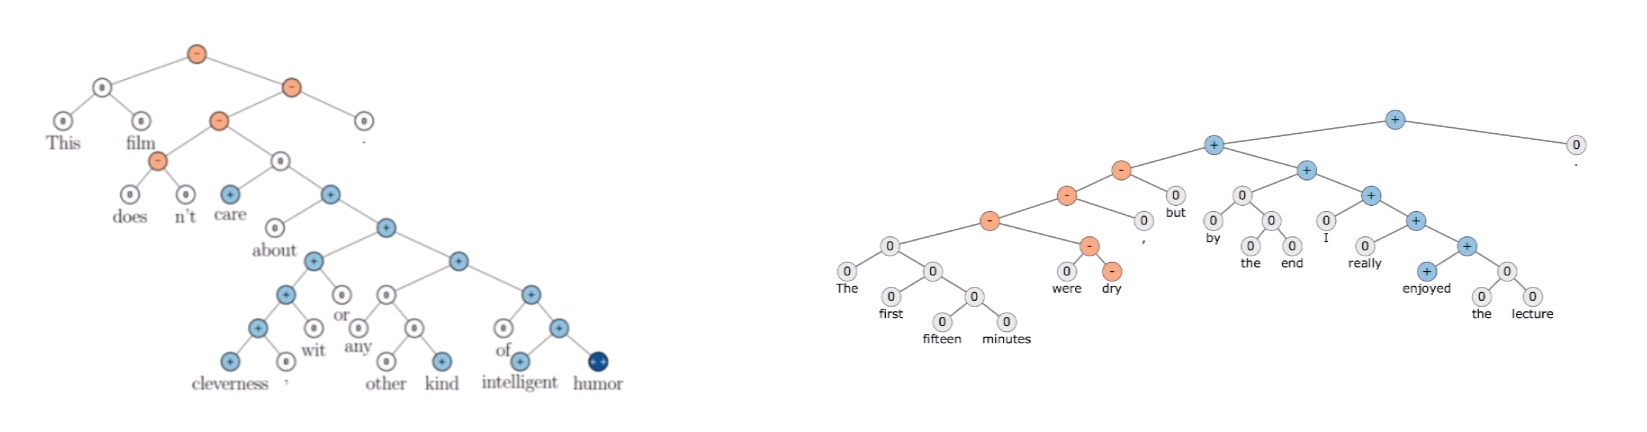 -
0 -
0 0 - 0
This film .
- 0
0 0 + +
does n't care
0 +
about
+ +
+ 0 0 +
or
+ 0 0 0 0 +
wit any of
+ 0 0 + + ++
cleverness , other kind intelligent humor
+
+ 0
.
- +
- 0 0 +
but
- 0 0 0 0 +
, by I
0 - 0 0 0 +
the end really
0 0 0 - + 0
The were dry enjoyed
0 0 0 0
first the lecture
0 0
fifteen minutes